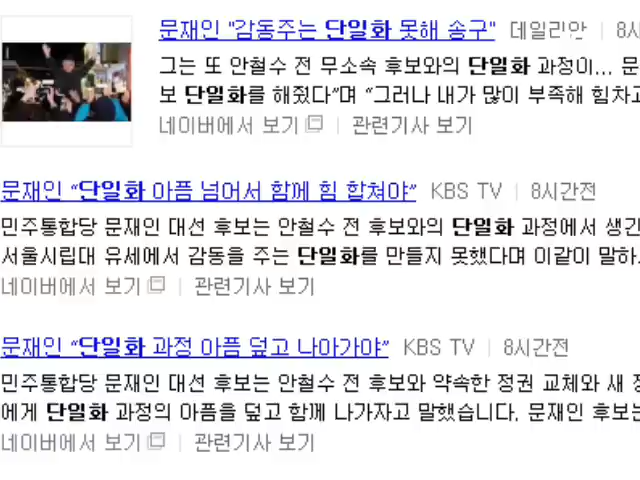 문재인 "감동주는 단일화 못해 송구" 데일리안 | 8시
그는 또 안철수 전 무소속 후보와의 단일화 과정이... 문
보 단일화를 해줬다”며 “그러나 내가 많이 부족해 힘차고
네이버에서 보기 | 관련기사 보기
문재인 “단일화 아픔 넘어서 함께 힘 합쳐야” KBS TV | 8시간전
민주통합당 문재인 대선 후보는 안철수 전 후보와의 단일화 과정에서 생긴
서울시립대 유세에서 감동을 주는 단일화를 만들지 못했다며 이같이 말하...
네이버에서 보기 | 관련기사 보기
문재인 “단일화 과정 아픔 덮고 나아가야” KBS TV | 8시간전
민주통합당 문재인 대선 후보는 안철수 전 후보와 약속한 정권 교체와 새 정
에게 단일화 과정의 아픔을 덮고 함께 나가자고 말했습니다. 문재인 후보는
네이버에서 보기 | 관련기사 보기